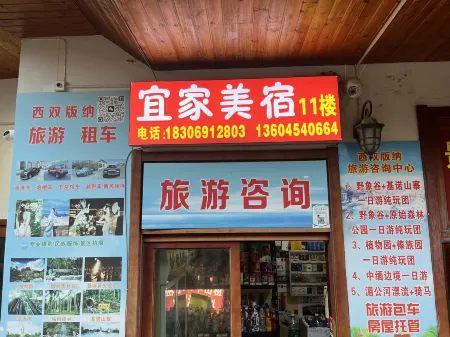 宜家美宿11楼
电话:18306912803 13604540664
西双版纳
旅游 租车
旅游咨询
西双版纳
旅游咨询中心
1、野象谷+基诺山寨
一日游纯玩团
2、野象谷+原始森林
公园一日游纯玩团
3、植物园+傣族园
一日游纯玩团
4、中缅边境一日游
5、湄公河漂流+骑马
旅游包车
房屋托管